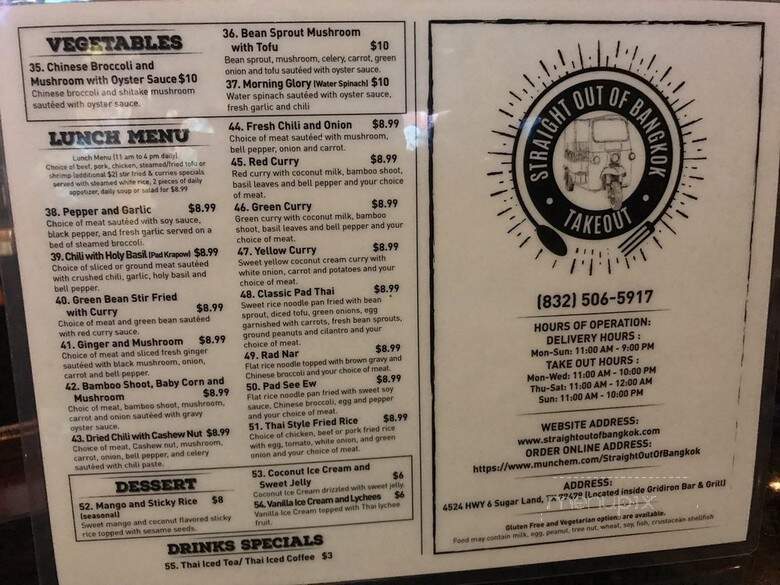 VEGETABLES
35. Chinese Broccoli and
Mushroom with Oyster Sauce $10
Chinese broccoli and shitake mushroom
sautéed with oyster sauce.
36. Bean Sprout Mushroom
with Tofu $10
Bean sprout, mushroom, celery, carrot, green
onion and tofu sautéed with oyster sauce.
37. Morning Glory (Water Spinach) $10
Water spinach sautéed with oyster sauce,
fresh garlic and chili
LUNCH MENU
Lunch Menu (11 am to 4 pm daily)
Choice of beef, pork, chicken, steamed/fried tofu or
shrimp (additional $2) stir fried & curries specials
served with steamed white rice, 2 pieces of daily
appetizer, daily soup or salad for $8.99
38. Pepper and Garlic $8.99
Choice of meat sautéed with soy sauce,
black pepper, and fresh garlic served on a
bed of steamed broccoli.
39. Chili with Holy Basil (Pad Krapow) $8.99
Choice of sliced or ground meat sautéed
with crushed chili, garlic, holy basil and
bell pepper.
40. Green Bean Stir Fried
with Curry $8.99
Choice of meat and green bean sautéed
with red curry sauce.
41. Ginger and Mushroom $8.99
Choice of meat and sliced fresh ginger
sautéed with black mushroom, onion,
carrot and bell pepper.
42. Bamboo Shoot, Baby Corn and
Mushroom $8.99
Choic of meat, bamboo shoot, mushroom,
carrot and onion sautéed with gravy
oyster sauce.
43. Dried Chili with Cashew Nut $8.99
Choice of meat, Cashew nut, mushroom,
carrot, onion, bell pepper, and celery
sautéed with chili paste.
44. Fresh Chili and Onion $8.99
Choice of meat sautéed with mushroom,
bell pepper, onion and carrot.
45. Red Curry $8.99
Red curry with coconut milk, bamboo shoot,
basil leaves and bell pepper and your choice
of meat.
46. Green Curry $8.99
Green curry with coconut milk, bamboo
shoot, basil leaves and bell pepper and your
choice of meat.
47. Yellow Curry $8.99
Sweet yellow coconut cream curry with
white onion, carrot and potatoes and your
choice of meat.
48. Classic Pad Thai $8.99
Sweet rice noodle pan fried with bean
sprout, diced tofu, green onions, egg
garnished with carrots, fresh bean sprouts,
ground peanuts and cilantro and your
choice of meat.
49. Rad Nar $8.99
Flat rice noodle topped with brown gravy and
Chinese broccoli and your choice of meat.
50. Pad See Ew $8.99
Flat rice noodle pan fried with sweet soy
sauce, Chinese broccoli, egg and pepper
and your choice of meat.
51. Thai Style Fried Rice $8.99
Choice of chicken, beef or pork fried rice
with egg, tomato, white onion, and green
onion and your choice of meat.
DESSERT
52. Mango and Sticky Rice $8
(seasonal)
Sweet mango and coconut flavored sticky
rice topped with sesame seeds.
53. Coconut Ice Cream and
Sweet Jelly $6
Coconut Ice Cream drizzled with sweet jelly.
54. Vanilla Ice Cream and Lychees $6
Vanilla Ice Cream topped with Thai lychee
fruit.
DRINKS SPECIALS
55. Thai Iced Tea/ Thai Iced Coffee $3
STRAIGHT OUT OF BANGKOK
TAKEOUT
(832) 506-5917
HOURS OF OPERATION:
DELIVERY HOURS :
Mon-Sun: 11:00 AM - 9:00 PM
TAKE OUT HOURS :
Mon-Wed: 11:00 AM - 10:00 PM
Thu-Sat: 11:00 AM - 12:00 AM
Sun: 11:00 AM - 10:00 PM
WEBSITE ADDRESS:
www.straightoutofbangkok.com
ORDER ONLINE ADDRESS:
https://www.munchem.com/StraightOutOfBangkok
ADDRESS:
4524 HWY 6 Sugar Land, TX 77478 (Located inside Gridiron Bar & Grill)
menupix
Gluten Free and Vegetarian options are available.
Food may contain milk, egg, peanut, tree nut, wheat, soy, fish, crustacean shellfish